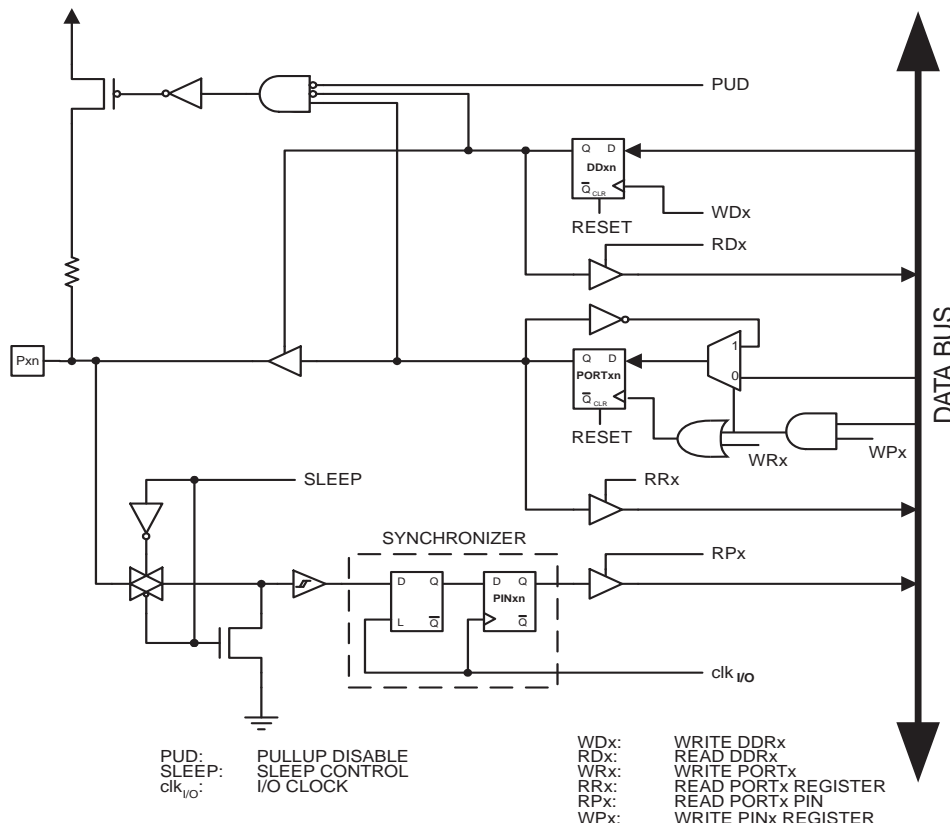 PUD
Q D
DDxn
Q CLR
WDx
RESET
RDx
1
Pxn
Q D
PORTxn
0
Q CLR
RESET
WRx
WPx
DATA BUS
SLEEP
RRx
SYNCHRONIZER
RPx
D Q
D Q
PINxn
L Q
Q
clk I/O
PUD: PULLUP DISABLE
SLEEP: SLEEP CONTROL
clkI/O: I/O CLOCK
WDx: WRITE DDRx
RDx: READ DDRx
WRx: WRITE PORTx
RRx: READ PORTx REGISTER
RPx: READ PORTx PIN
WPx: WRITE PINx REGISTER